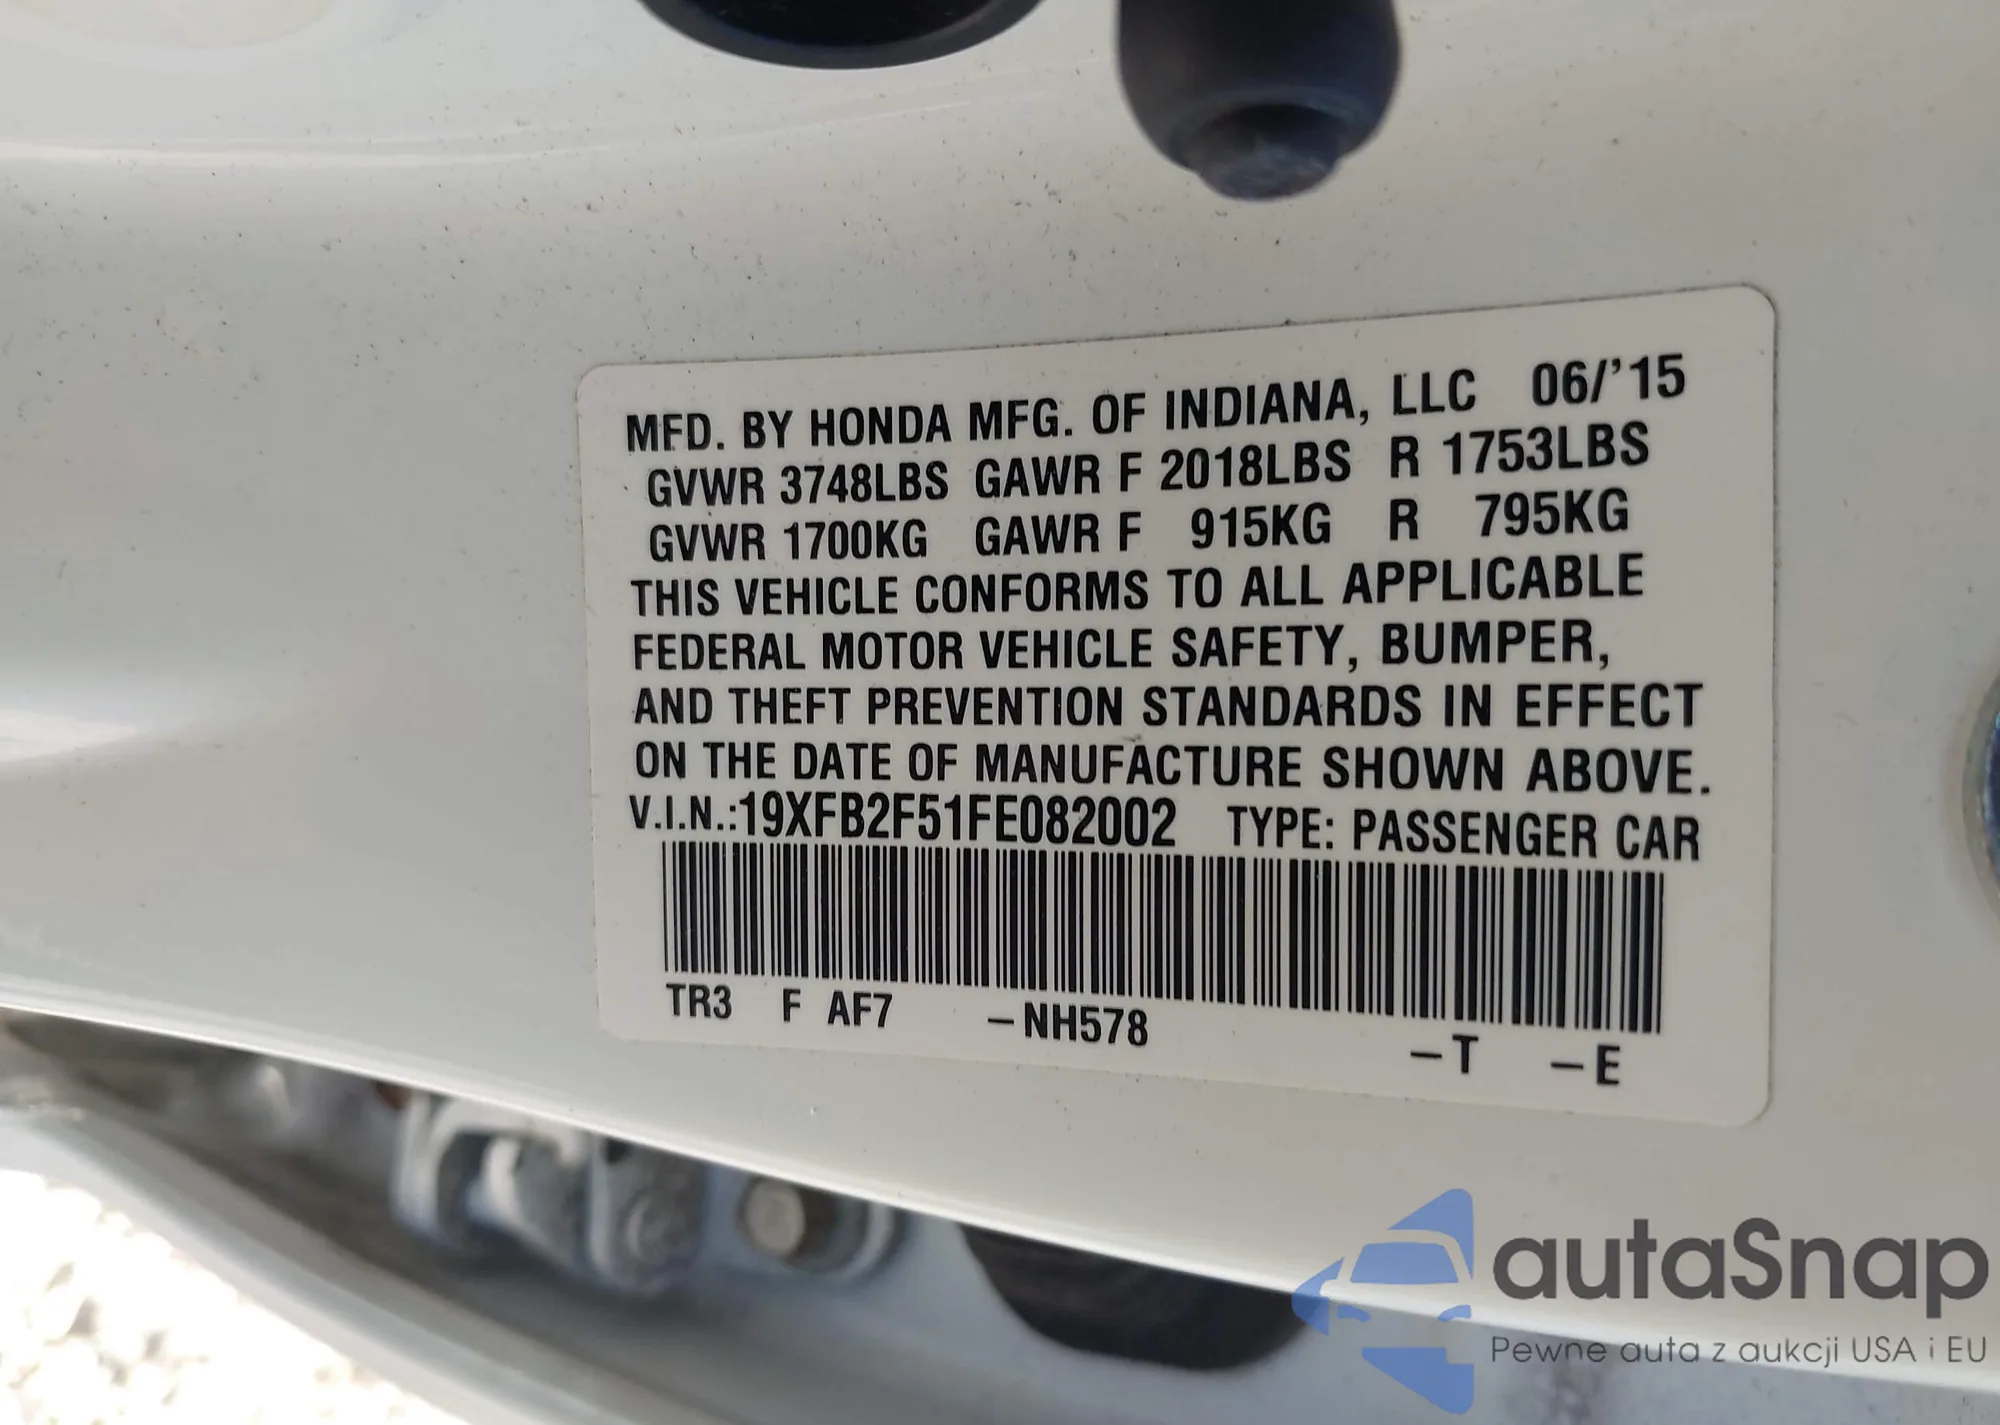 MFD. BY HONDA MFG. OF INDIANA, LLC 06/'15
GVWR 3748LBS GAWR F 2018LBS R 1753LBS
GVWR 1700KG GAWR F 915KG R 795KG
THIS VEHICLE CONFORMS TO ALL APPLICABLE
FEDERAL MOTOR VEHICLE SAFETY, BUMPER,
AND THEFT PREVENTION STANDARDS IN EFFECT
ON THE DATE OF MANUFACTURE SHOWN ABOVE.
V.I.N.:19XFB2F51FE082002 TYPE: PASSENGER CAR
TR3 F AF7 –NH578 –T –E
autaSnap
Pewne auta z aukcji USA i EU